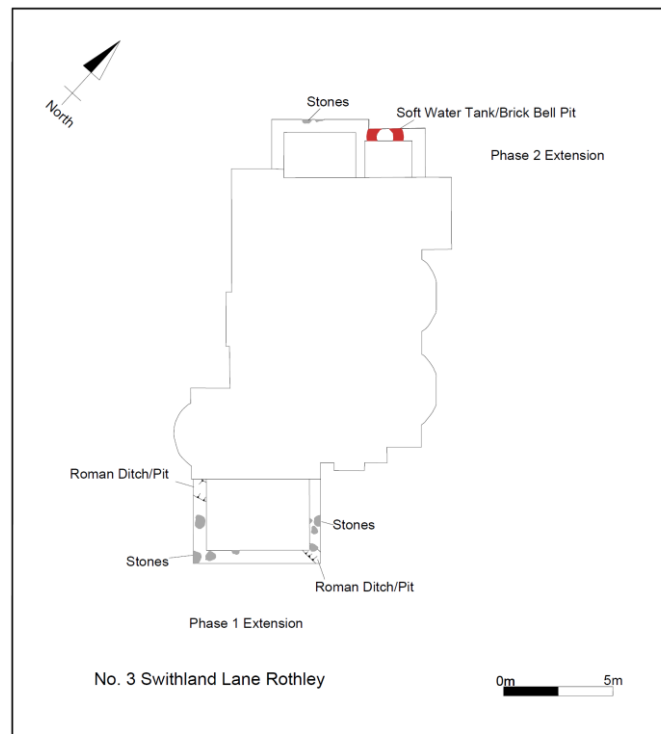 North
Stones
Soft Water Tank/Brick Bell Pit
Phase 2 Extension
Roman Ditch/Pit
Stones
Stones
Roman Ditch/Pit
Phase 1 Extension
No. 3 Swithland Lane Rothley
0m 5m